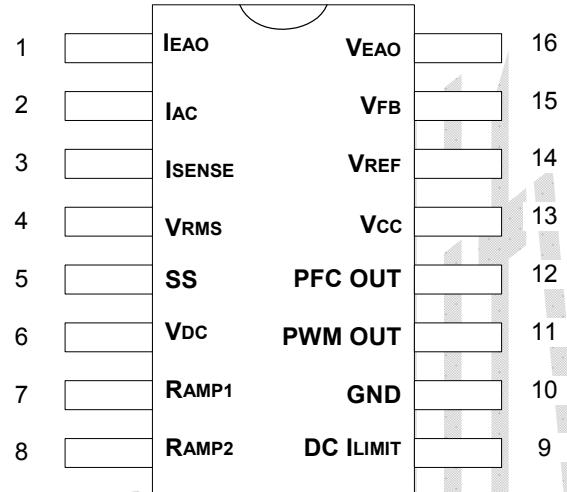 1 IEAO VEAO 16
2 IAC VFB 15
3 ISENSE VREF 14
4 VRMS VCC 13
5 SS PFC OUT 12
6 VDC PWM OUT 11
7 RAMP1 GND 10
8 RAMP2 DC ILIMIT 9